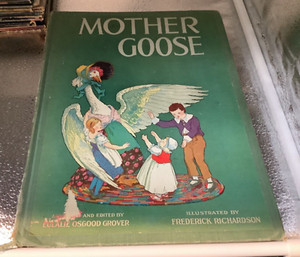 MOTHER
GOOSE
AND EDITED BY
EULALIE OSGOOD GROVER
ILLUSTRATED BY
FREDERICK RICHARDSON